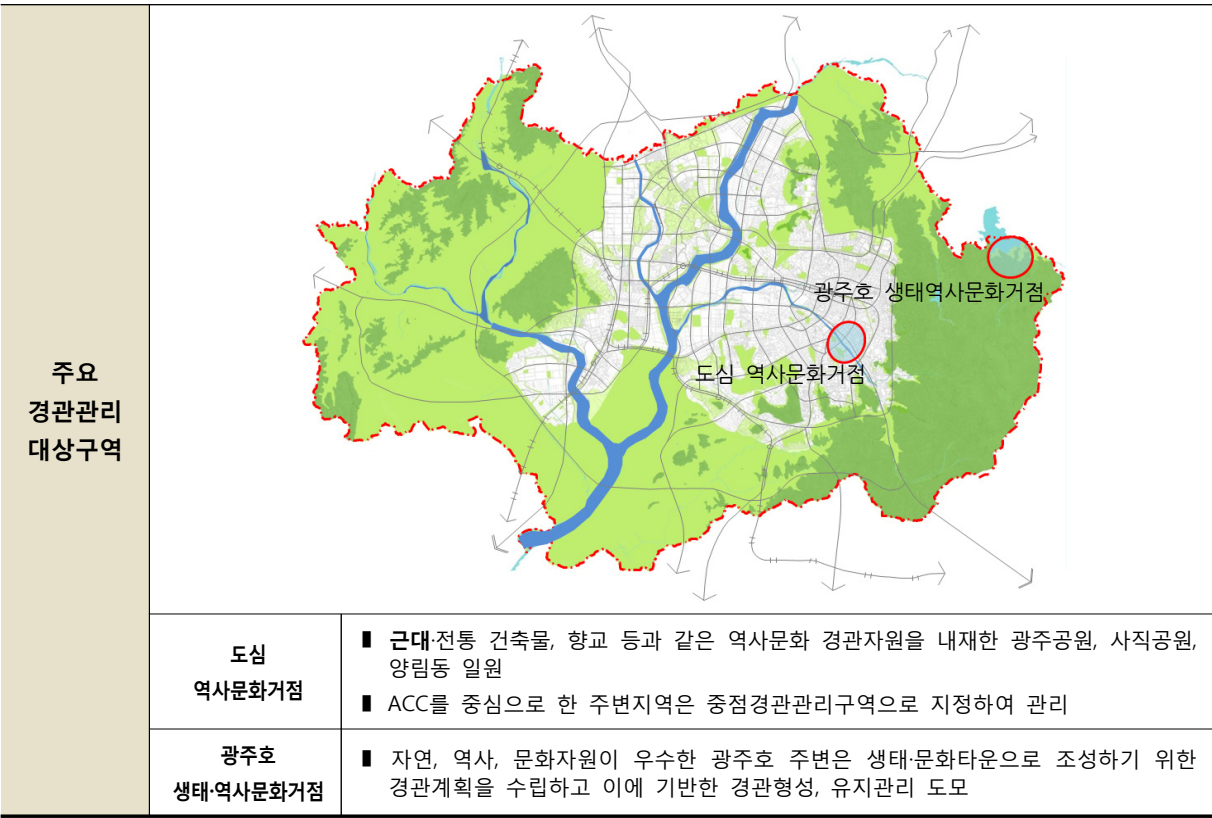 주요
경관관리
대상구역
광주호 생태역사문화거점
도심 역사문화거점
도심
역사문화거점
▮ 근대·전통 건축물, 향교 등과 같은 역사문화 경관자원을 내재한 광주공원, 사직공원,
양림동 일원
▮ ACC를 중심으로 한 주변지역은 중점경관관리구역으로 지정하여 관리
광주호
생태·역사문화거점
▮ 자연, 역사, 문화자원이 우수한 광주호 주변은 생태·문화타운으로 조성하기 위한
경관계획을 수립하고 이에 기반한 경관형성, 유지관리 도모